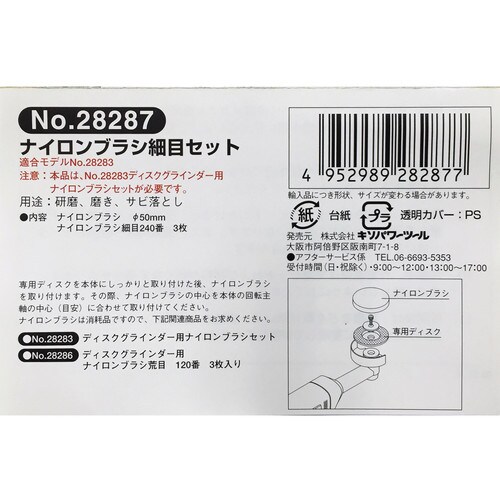 No.28287
ナイロンブラシ細目セット
適合モデルNo.28283
注意：本品は、No.28283ディスクグラインダー用
ナイロンブラシセットが必要です。
用途：研磨、磨き、サビ落とし
●内容　ナイロンブラシ　φ50mm
ナイロンブラシ細目240番　3枚
専用ディスクを本体にしっかりと取り付けた後、ナイロンブラシ
を取り付けます。その際、ナイロンブラシの中心を本体の回転主
軸の中心（目安）に合わせて取り付けてください。
ナイロンブラシは消耗品ですので、下記関連商品をお求めください。
●No.28283 ディスクグラインダー用ナイロンブラシセット
●No.28286 ディスクグラインダー用
ナイロンブラシ荒目　120番　3枚入り
4 952989 282877
輸入品につき形状、サイズが変わる場合があります。
紙 台紙 プラ 透明カバー：PS
発売元　株式会社 キソパワーツール
大阪市阿倍野区阪南町7-1-8
●アフターサービス係　TEL.06-6693-5353
受付時間（日・祝除く）・9:00〜12:00・13:00〜17:00
ナイロンブラシ
専用ディスク